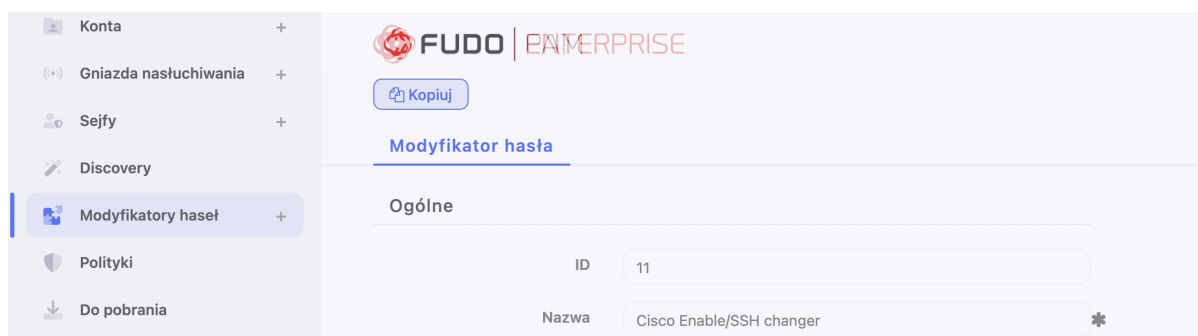 Konta +
Gniazda nasłuchiwania +
Sejfy +
Discovery
Modyfikatory haseł +
Polityki
Do pobrania
FUDO ENTERPRISE
Kopiuj
Modyfikator hasła
Ogólne
ID 11
Nazwa Cisco Enable/SSH changer *